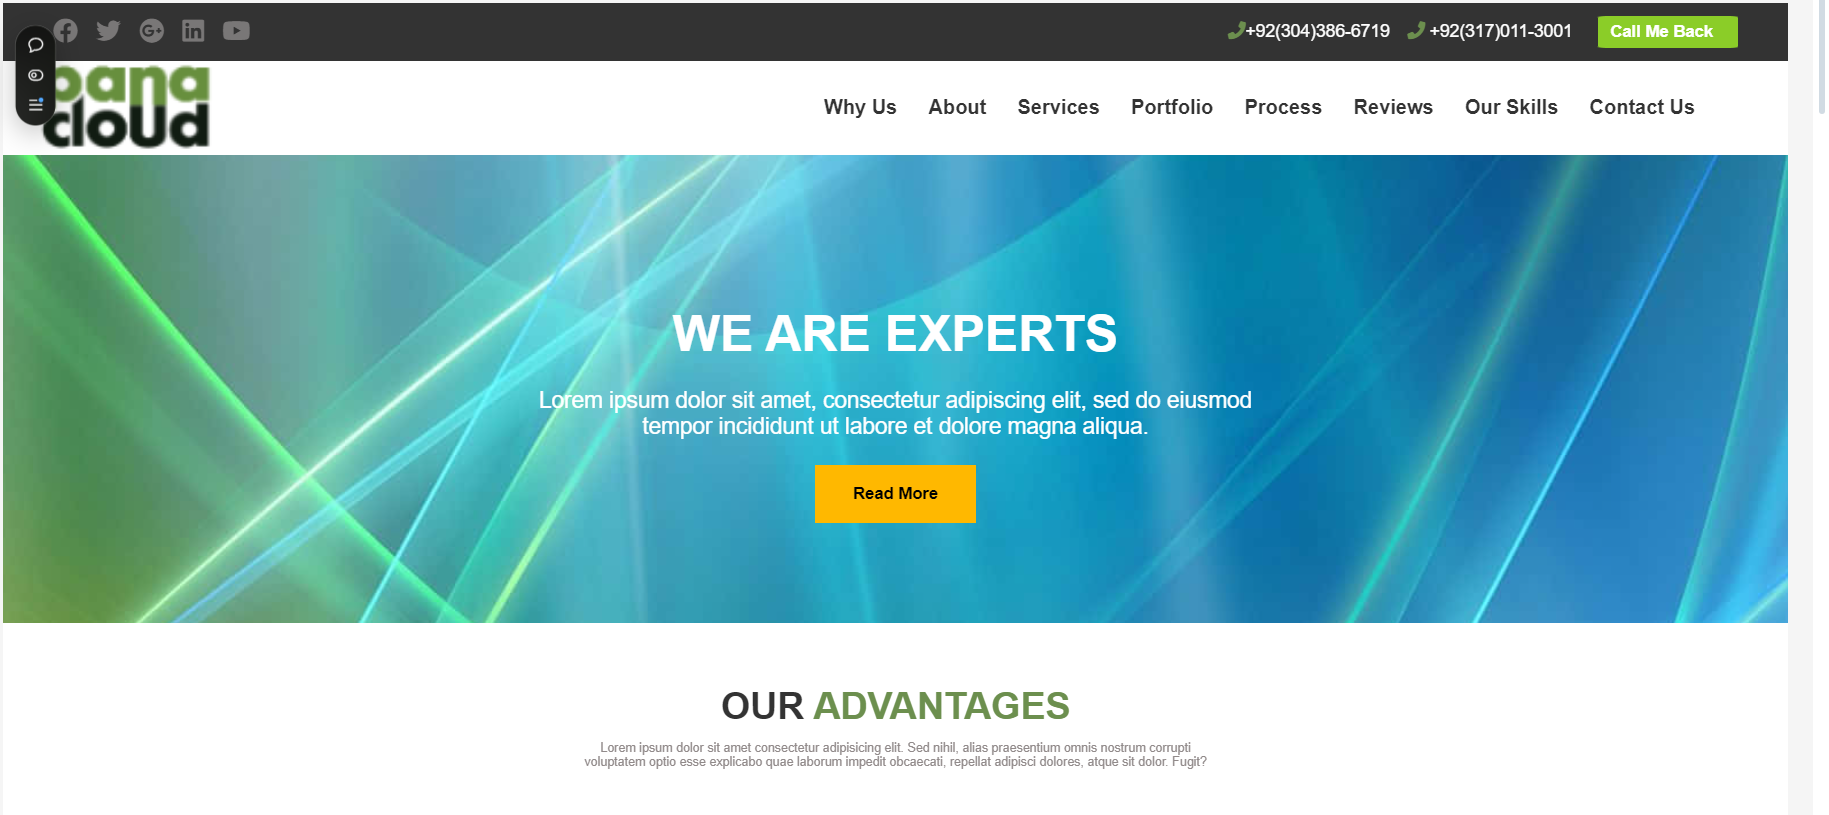 +92(304)386-6719 +92(317)011-3001 Call Me Back
pana
cloud
Why Us About Services Portfolio Process Reviews Our Skills Contact Us
WE ARE EXPERTS
Lorem ipsum dolor sit amet, consectetur adipiscing elit, sed do eiusmod
tempor incididunt ut labore et dolore magna aliqua.
Read More
OUR ADVANTAGES
Lorem ipsum dolor sit amet consectetur adipisicing elit. Sed nihil, alias praesentium omnis nostrum corrupti
voluptatem optio esse explicabo quae laborum impedit obcaecati, repellat adipisci dolores, atque sit dolor. Fugit?